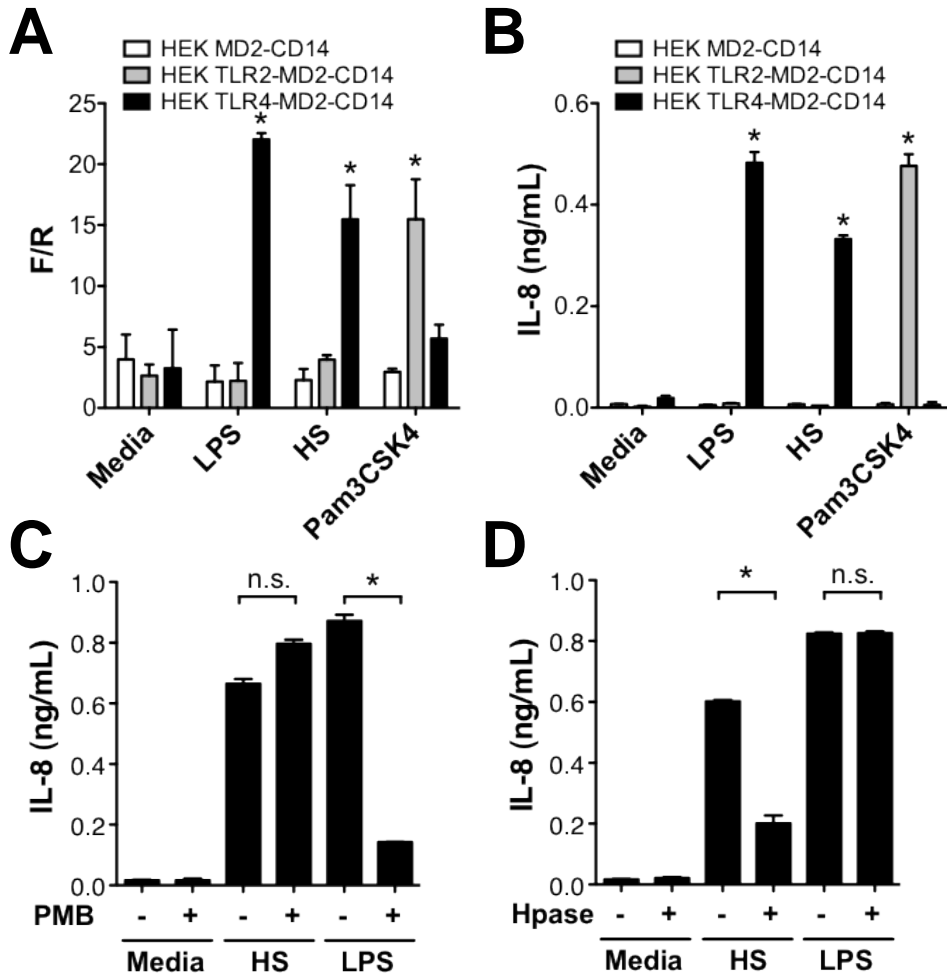 A
HEK MD2-CD14
HEK TLR2-MD2-CD14
HEK TLR4-MD2-CD14
25
20
15
10
5
0
F/R
*
*
*
Media
LPS
HS
Pam3CSK4
B
HEK MD2-CD14
HEK TLR2-MD2-CD14
HEK TLR4-MD2-CD14
0.6
0.4
0.2
0.0
IL-8 (ng/mL)
*
*
*
Media
LPS
HS
Pam3CSK4
C
1.0
0.8
0.6
0.4
0.2
0.0
IL-8 (ng/mL)
n.s.
*
PMB - + - + - +
Media HS LPS
D
1.0
0.8
0.6
0.4
0.2
0.0
IL-8 (ng/mL)
*
n.s.
Hpase - + - + - +
Media HS LPS